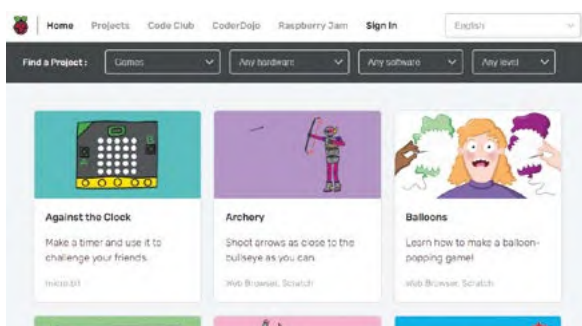 Home Projects Code Club CoderDojo Raspberry Jam Sign In English
Find a Project: Games Any hardware Any software Any level
Against the Clock
Make a timer and use it to
challenge your friends.
micro:bit
Archery
Shoot arrows as close to the
bullseye as you can.
Web Browser, Scratch
Balloons
Learn how to make a balloon-
popping game!
Web Browser, Scratch